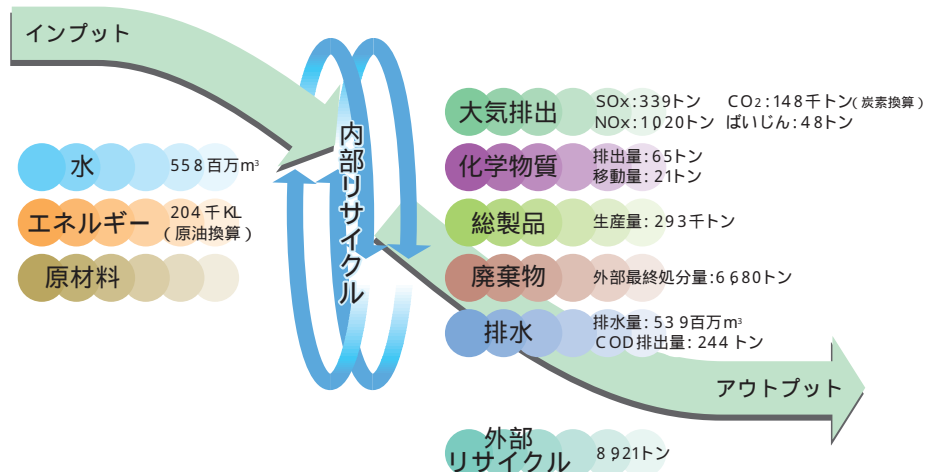 インプット
内部リサイクル
水 558百万m³
エネルギー 204千KL
(原油換算)
原材料
大気排出 SOx:339トン CO2:148千トン(炭素換算)
NOx:1,020トン ばいじん:48トン
化学物質 排出量:65トン
移動量:21トン
総製品 生産量:293千トン
廃棄物 外部最終処分量:6,680トン
排水 排水量:539百万m³
COD排出量:244トン
アウトプット
外部
リサイクル 8,921トン